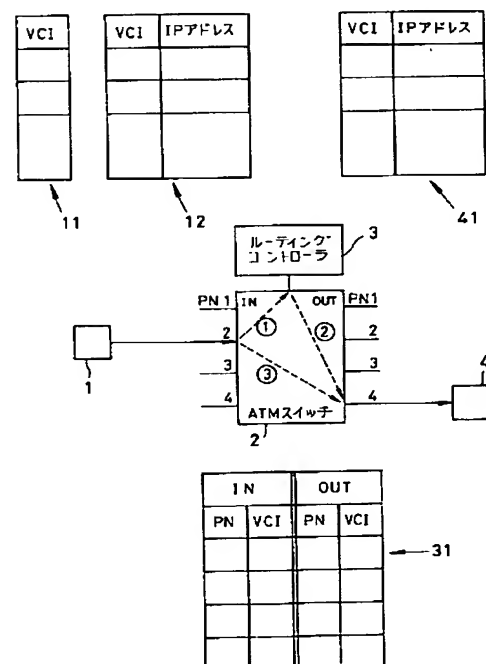 VCI
VCI IPアドレス
VCI IPアドレス
11
12
41
ルーティング
コントローラ
3
PN1 IN OUT PN1
① ②
2 2
③
3 3
4 4
ATMスイッチ
1
2
4
IN OUT
PN VCI PN VCI
31